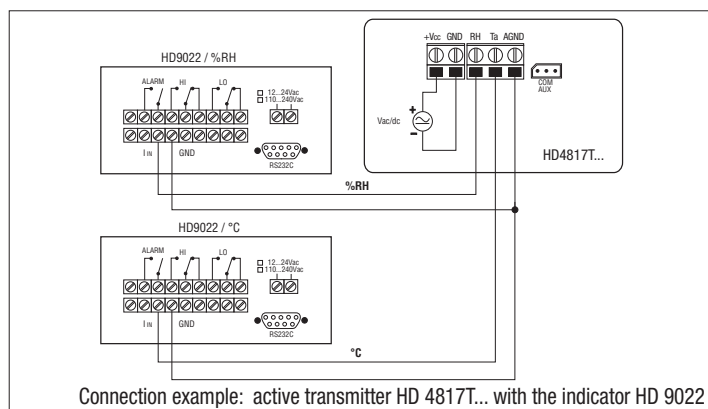 HD9022 / %RH
ALARM HI LO
12...24Vac
110...240Vac
I IN GND
RS232C
%RH
HD9022 / °C
ALARM HI LO
12...24Vac
110...240Vac
I IN GND
RS232C
°C
+Vcc GND RH Ta AGND
COM
AUX
+
Vac/dc
−
HD4817T...
Connection example: active transmitter HD 4817T... with the indicator HD 9022